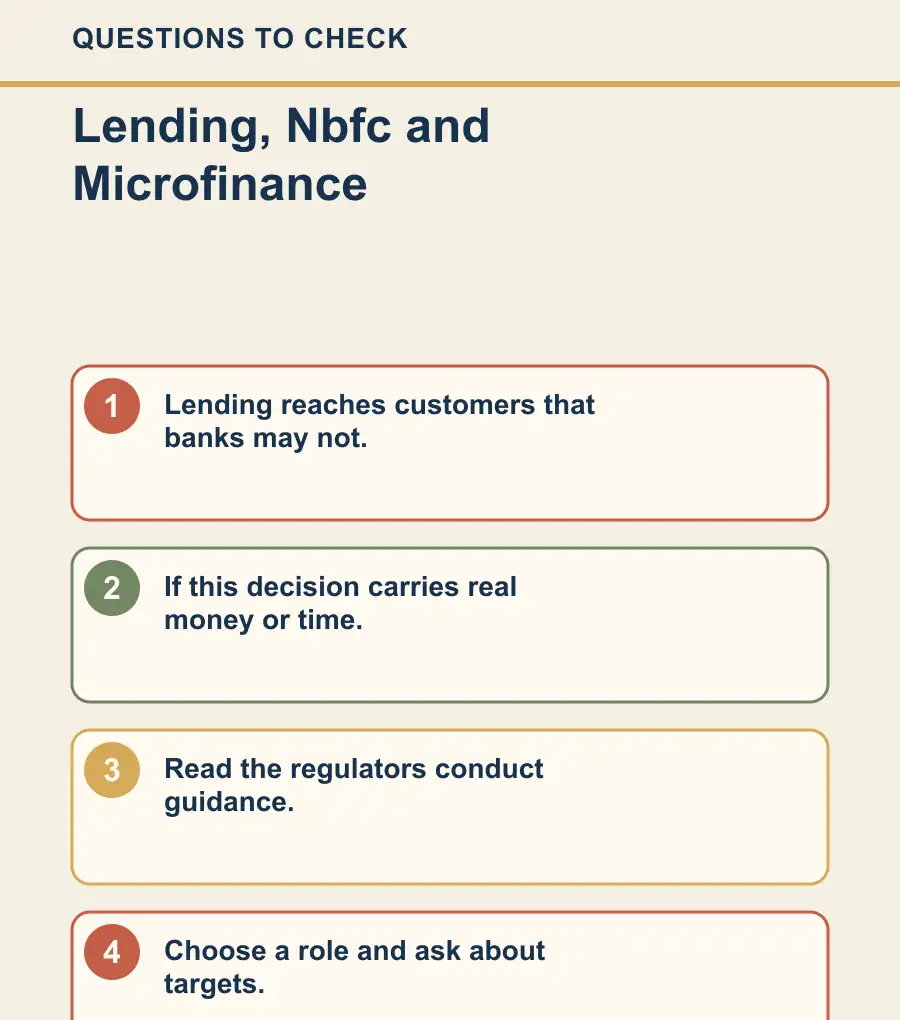 QUESTIONS TO CHECK
Lending, Nbfc and
Microfinance
1
Lending reaches customers that
banks may not.
2
If this decision carries real
money or time.
3
Read the regulators conduct
guidance.
4
Choose a role and ask about
targets.